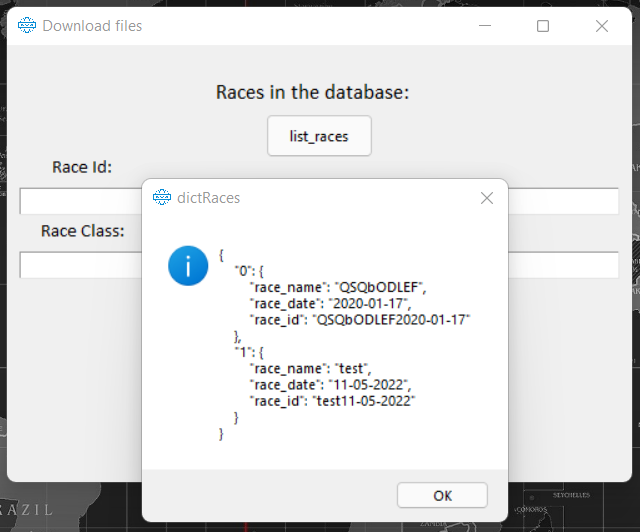 Download files
Races in the database:
list_races
Race Id:
dictRaces
Race Class:
{
"0": {
"race_name": "QSQbODLEF",
"race_date": "2020-01-17",
"race_id": "QSQbODLEF2020-01-17"
},
"1": {
"race_name": "test",
"race_date": "11-05-2022",
"race_id": "test11-05-2022"
}
}
OK
SEYCHELLES
COMOROS
AZIL
ZAMBIA